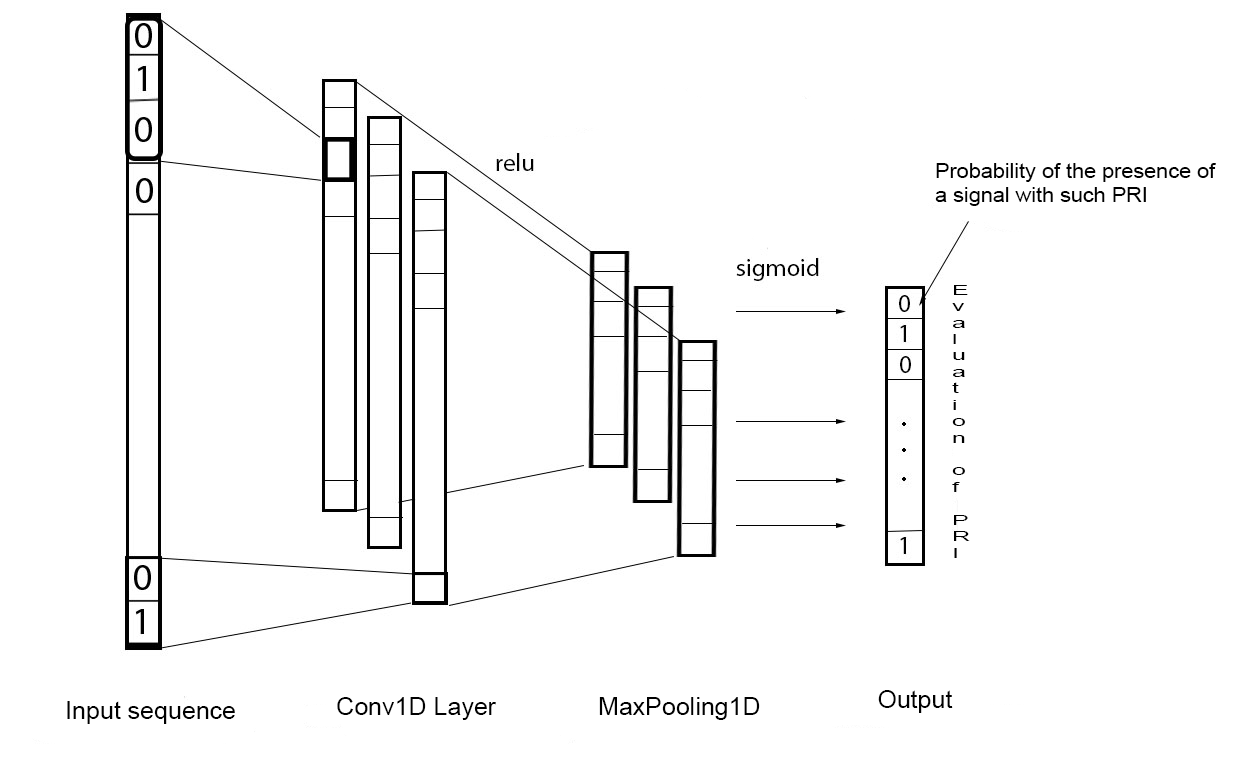 0
1
0
0
0
1
relu
sigmoid
Probability of the presence of
a signal with such PRI
0
1
0
.
.
.
1
Evaluation of PRI
Input sequence
Conv1D Layer
MaxPooling1D
Output